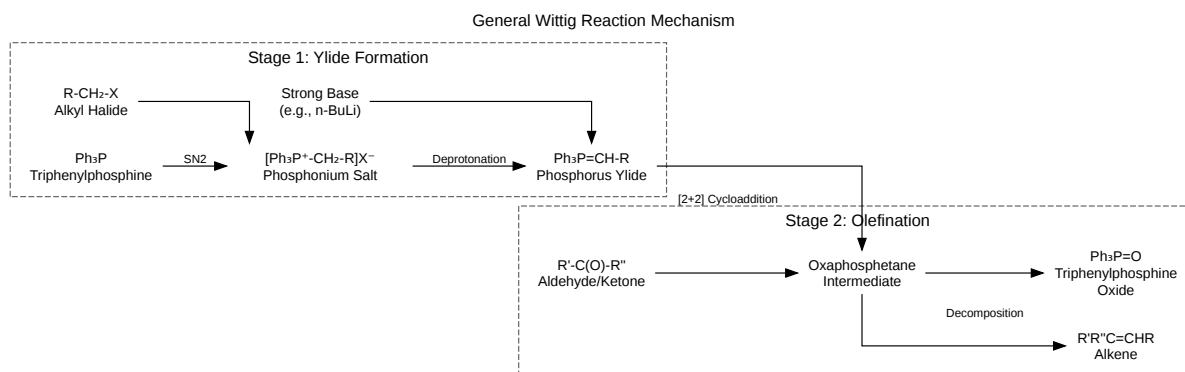 General Wittig Reaction Mechanism
Stage 1: Ylide Formation
R-CH₂-X
Alkyl Halide
Strong Base
(e.g., n-BuLi)
Ph₃P
Triphenylphosphine
SN2
[Ph₃P⁺-CH₂-R]X⁻
Phosphonium Salt
Deprotonation
Ph₃P=CH-R
Phosphorus Ylide
[2+2] Cycloaddition
Stage 2: Olefination
R'-C(O)-R"
Aldehyde/Ketone
Oxaphosphetane
Intermediate
Ph₃P=O
Triphenylphosphine
Oxide
Decomposition
R'R"C=CHR
Alkene